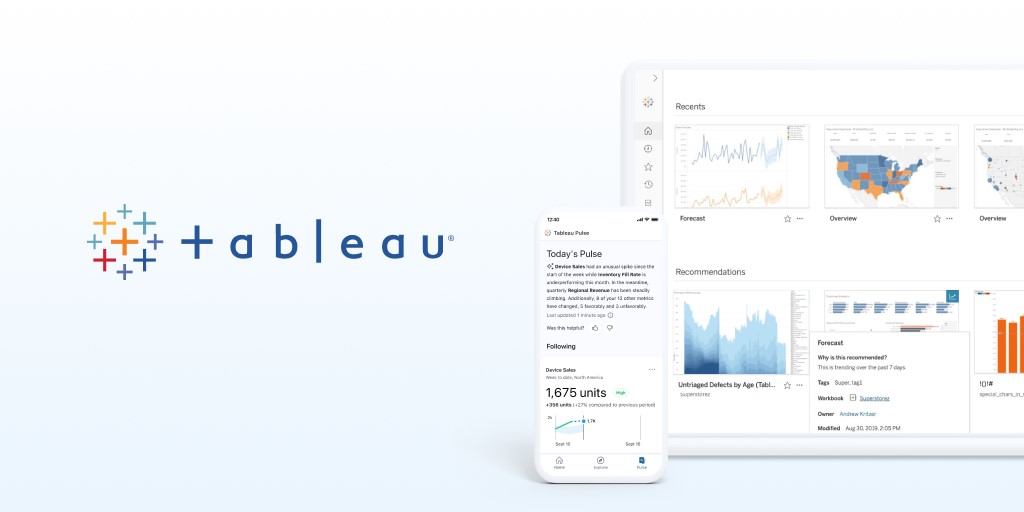 +ableau®
12:40
Tableau Pulse
Today's Pulse
Device Sales had an unusual spike since the
start of the week while Inventory Fill Rate is
underperforming this month. In the meantime,
quarterly Regional Revenue has been steadily
climbing. Additionally, 8 of your 12 other metrics
have changed, 5 favorably and 3 unfavorably.
Last updated 1 minute ago
Was this helpful?
Following
Device Sales
Week to date, North America
1,675 units
High
+356 units (+27% compared to previous period)
2k
1.7K
Sept 10
Sept 16
Home
Explore
Pulse
Recents
Forecast
Overview
Overview
Recommendations
Untriaged Defects by Age (Tabl...
Superstorez
Forecast
Why is this recommended?
This is trending over the past 7 days.
Tags Super, tag1
Workbook Superstorez
Owner Andrew Kritzer
Modified Aug 30, 2019, 2:05 PM
!@!#
special_chars_in_